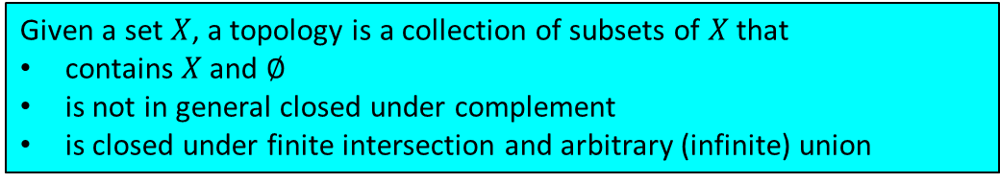 Given a set 𝑋, a topology is a collection of subsets of 𝑋 that
• contains 𝑋 and ∅
• is not in general closed under complement
• is closed under finite intersection and arbitrary (infinite) union